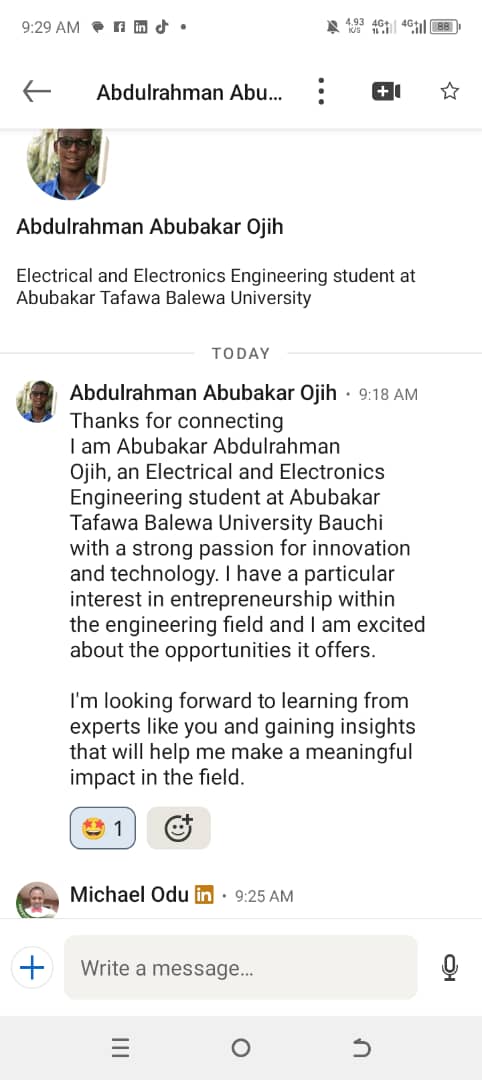 9:29 AM
4.93 K/S 4G+ 4G+ 88
Abdulrahman Abu...
Abdulrahman Abubakar Ojih
Electrical and Electronics Engineering student at
Abubakar Tafawa Balewa University
TODAY
Abdulrahman Abubakar Ojih • 9:18 AM
Thanks for connecting
I am Abubakar Abdulrahman
Ojih, an Electrical and Electronics
Engineering student at Abubakar
Tafawa Balewa University Bauchi
with a strong passion for innovation
and technology. I have a particular
interest in entrepreneurship within
the engineering field and I am excited
about the opportunities it offers.
I'm looking forward to learning from
experts like you and gaining insights
that will help me make a meaningful
impact in the field.
1
Michael Odu in • 9:25 AM
Write a message...